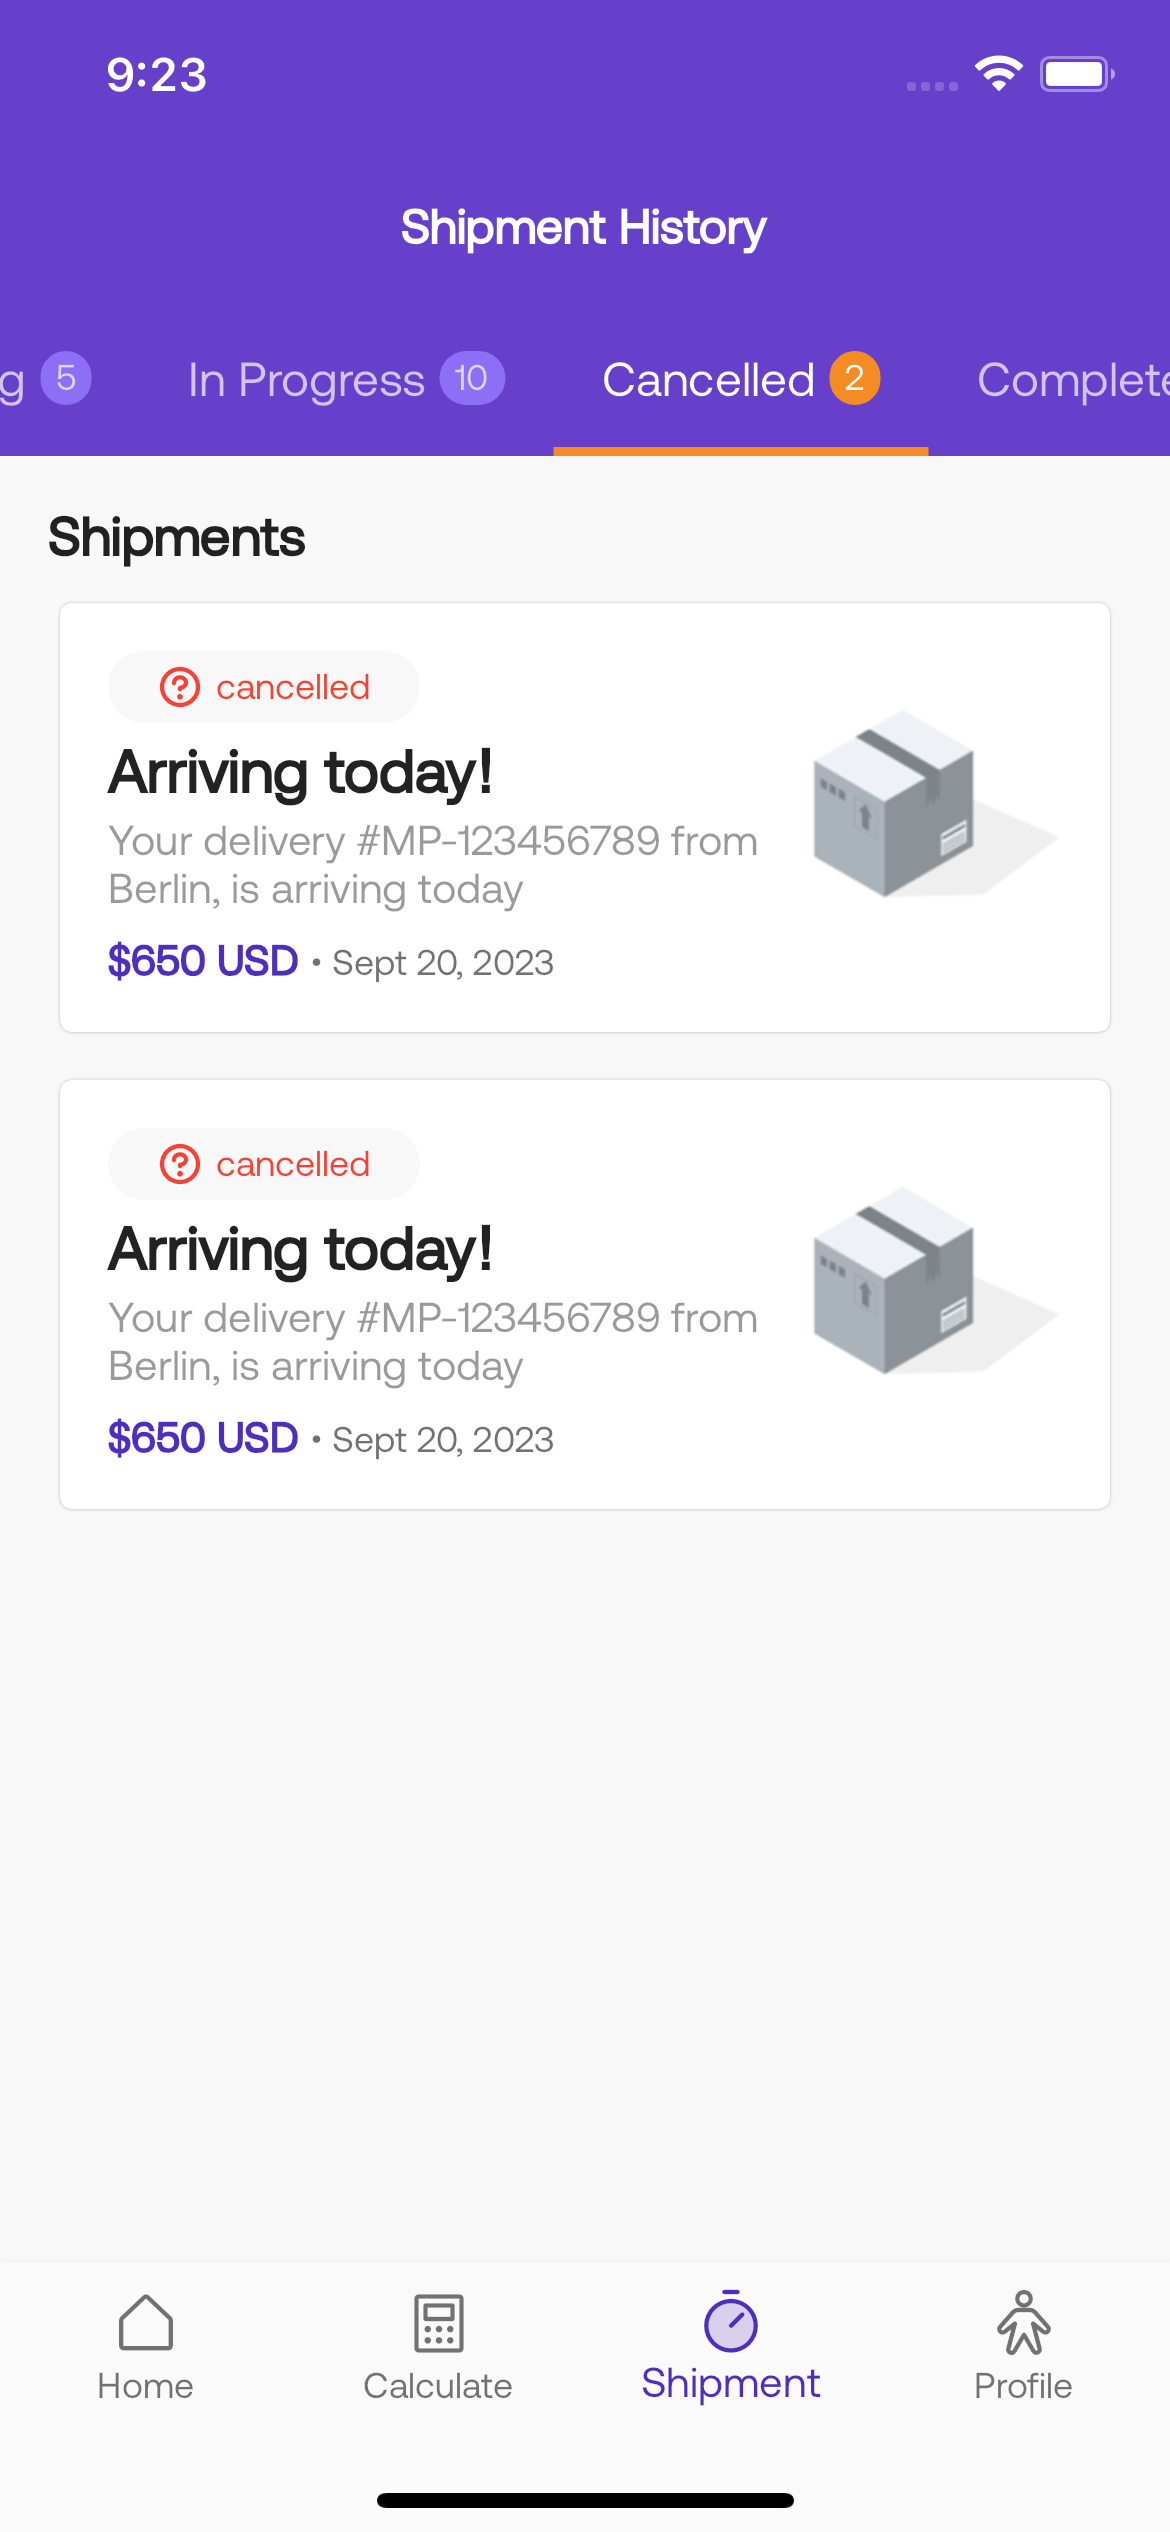 9:23
Shipment History
g 5 In Progress 10 Cancelled 2 Complete
Shipments
cancelled
Arriving today!
Your delivery #MP-123456789 from
Berlin, is arriving today
$650 USD • Sept 20, 2023
cancelled
Arriving today!
Your delivery #MP-123456789 from
Berlin, is arriving today
$650 USD • Sept 20, 2023
Home Calculate Shipment Profile